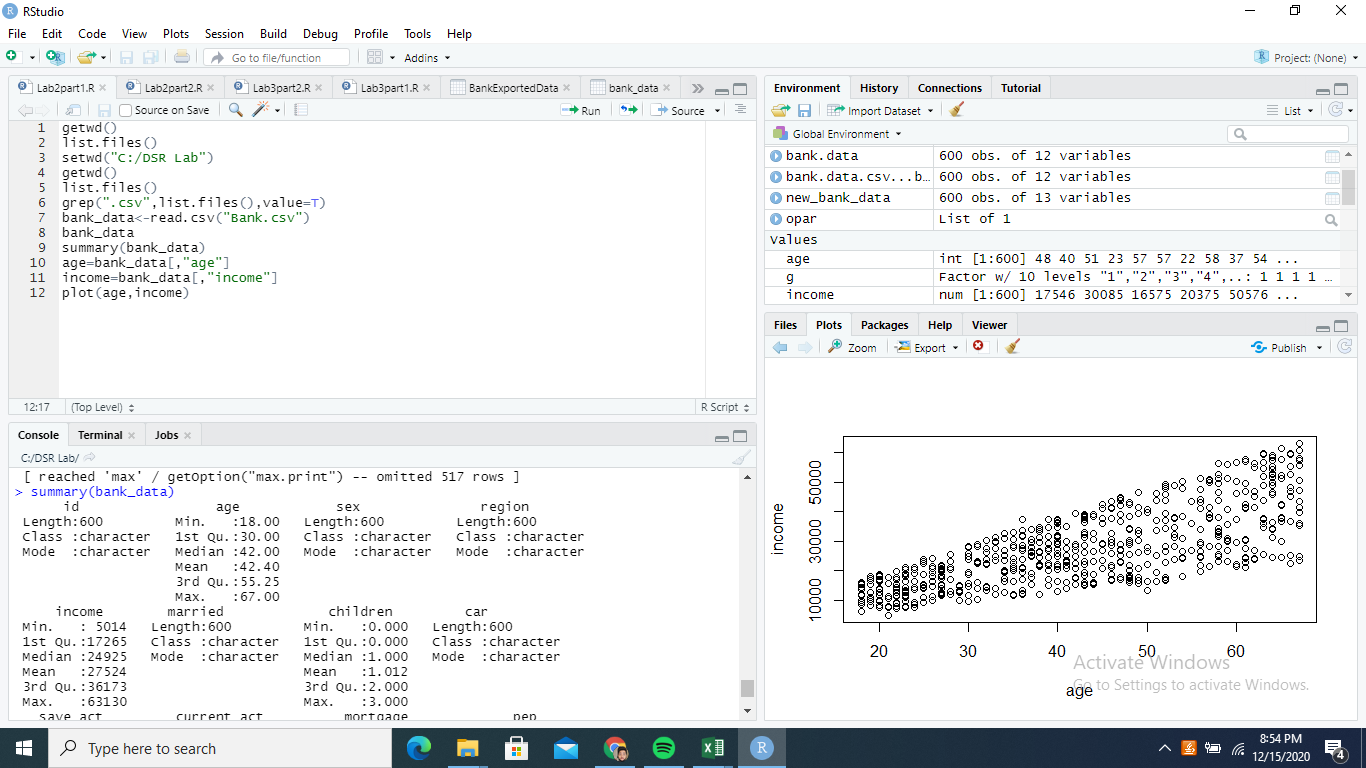 RStudio
File Edit Code View Plots Session Build Debug Profile Tools Help
Go to file/function Addins Project: (None)
Lab2part1.R Lab2part2.R Lab3part2.R Lab3part1.R BankExportedData bank_data
Source on Save Run Source
1 getwd()
2 list.files()
3 setwd("C:/DSR Lab")
4 getwd()
5 list.files()
6 grep(".csv",list.files(),value=T)
7 bank_data<-read.csv("Bank.csv")
8 bank_data
9 summary(bank_data)
10 age=bank_data[,"age"]
11 income=bank_data[,"income"]
12 plot(age,income)
12:17 (Top Level) R Script
Console Terminal Jobs
C:/DSR Lab/
[ reached 'max' / getOption("max.print") -- omitted 517 rows ]
> summary(bank_data)
id age sex region
Length:600 Min. :18.00 Length:600 Length:600
Class :character 1st Qu.:30.00 Class :character Class :character
Mode :character Median :42.00 Mode :character Mode :character
Mean :42.40
3rd Qu.:55.25
Max. :67.00
income married children car
Min. : 5014 Length:600 Min. :0.000 Length:600
1st Qu.:17265 Class :character 1st Qu.:0.000 Class :character
Median :24925 Mode :character Median :1.000 Mode :character
Mean :27524 Mean :1.012
3rd Qu.:36173 3rd Qu.:2.000
Max. :63130 Max. :3.000
save_act current_act mortgage pep
Environment History Connections Tutorial
Import Dataset List
Global Environment
bank.data 600 obs. of 12 variables
bank.data.csv...b… 600 obs. of 12 variables
new_bank_data 600 obs. of 13 variables
opar List of 1
Values
age int [1:600] 48 40 51 23 57 57 22 58 37 54 ...
g Factor w/ 10 levels "1","2","3","4",..: 1 1 1 1 …
income num [1:600] 17546 30085 16575 20375 50576 ...
Files Plots Packages Help Viewer
Zoom Export Publish
income
10000 30000 50000
20 30 40 50 60
age
Activate Windows
Go to Settings to activate Windows.
Type here to search
8:54 PM
12/15/2020
4